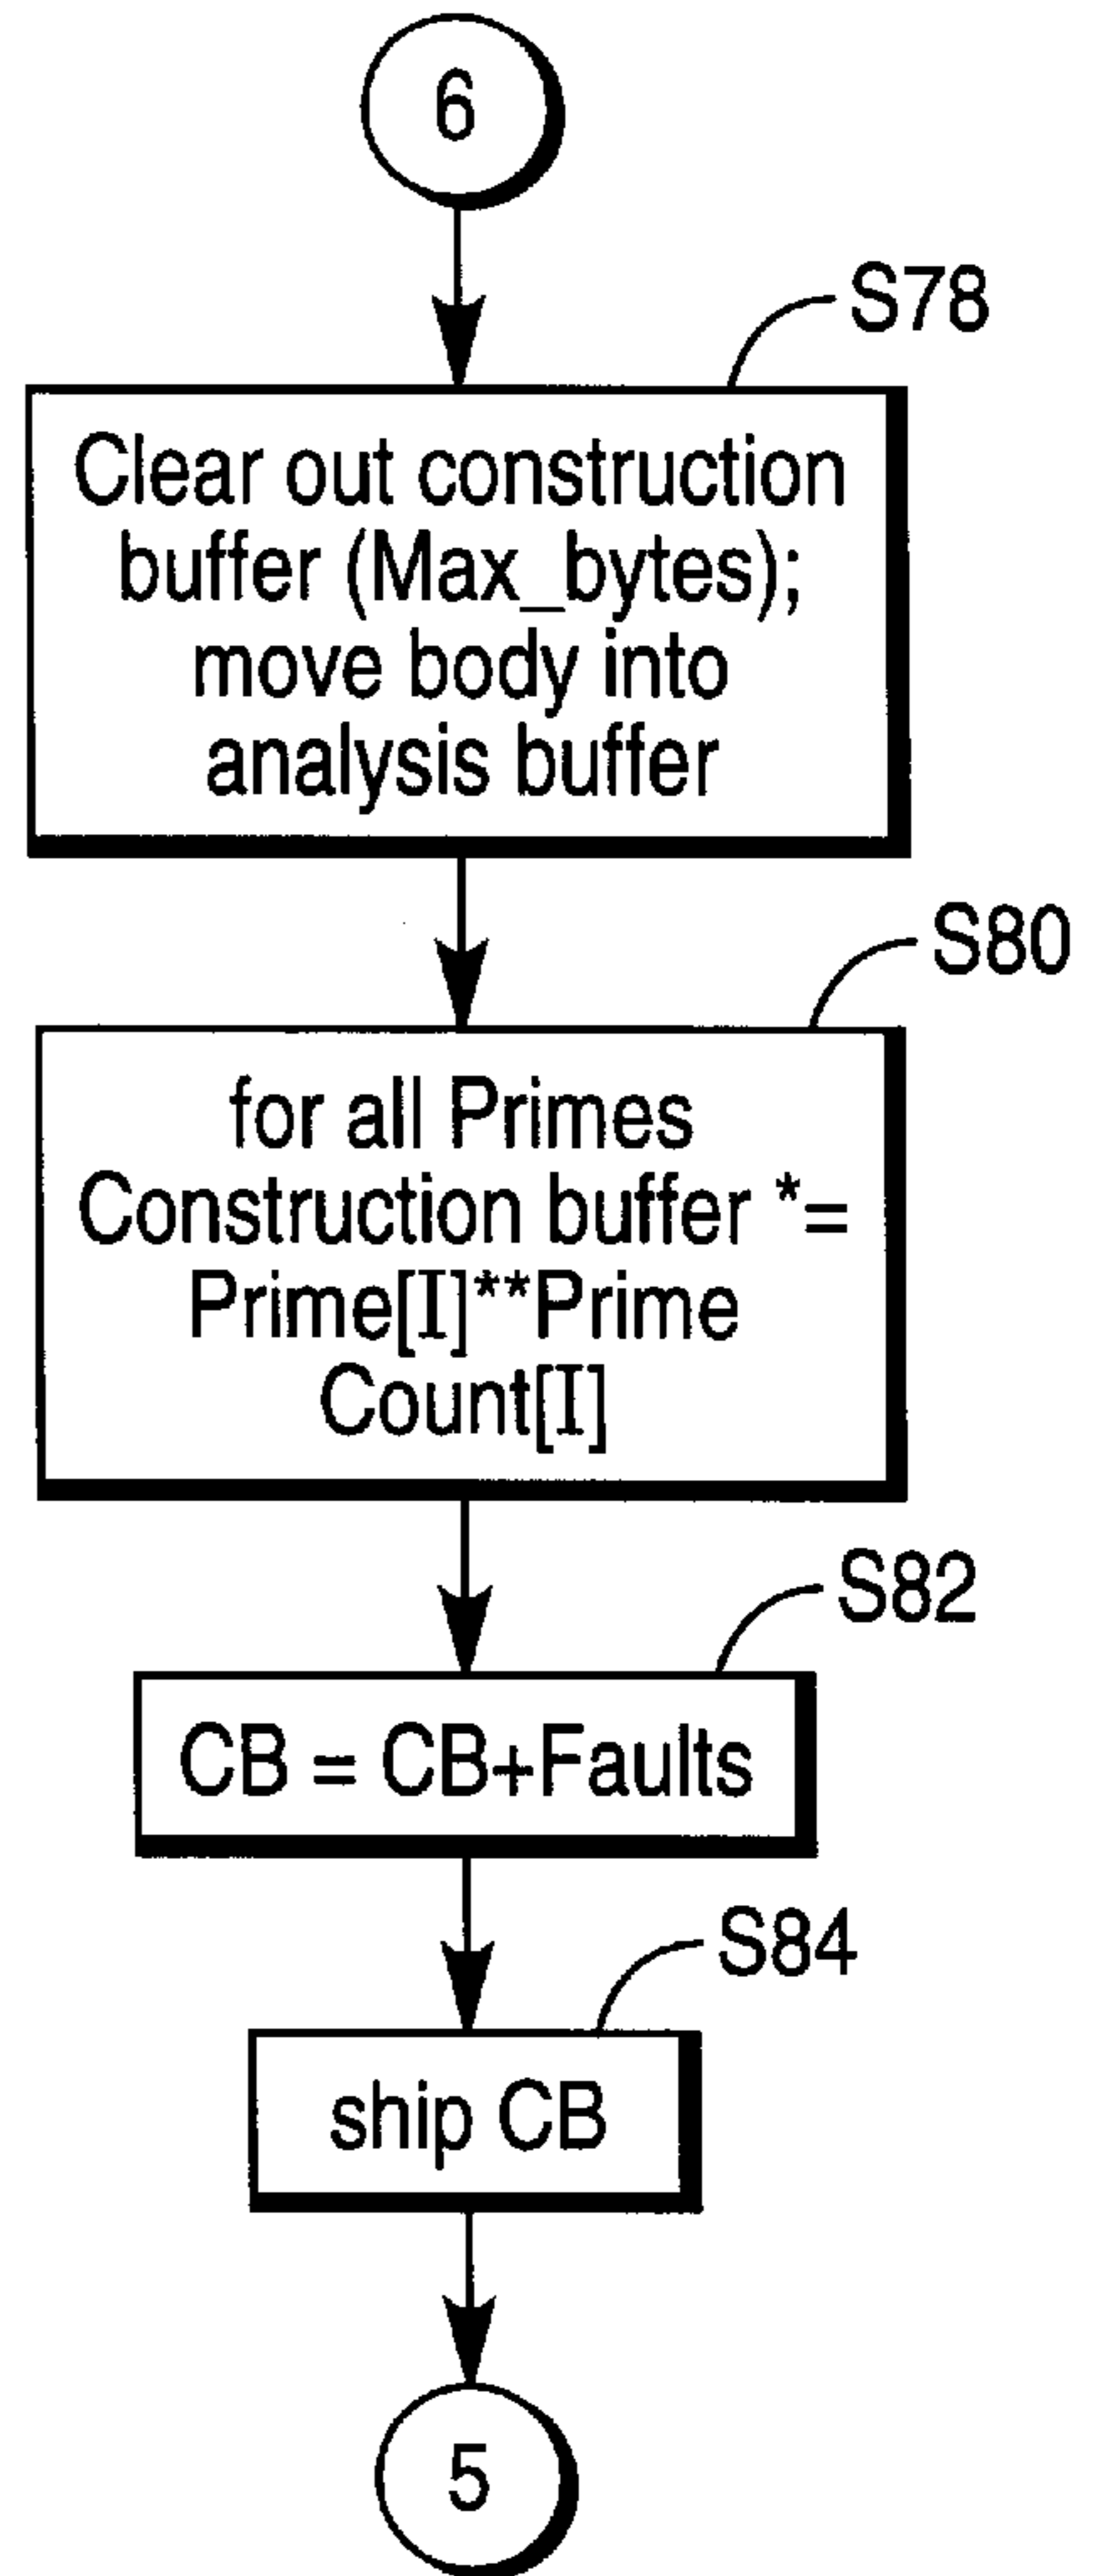 6
S78
Clear out construction
buffer (Max_bytes);
move body into
analysis buffer
S80
for all Primes
Construction buffer *=
Prime[I]**Prime
Count[I]
S82
CB = CB+Faults
S84
ship CB
5